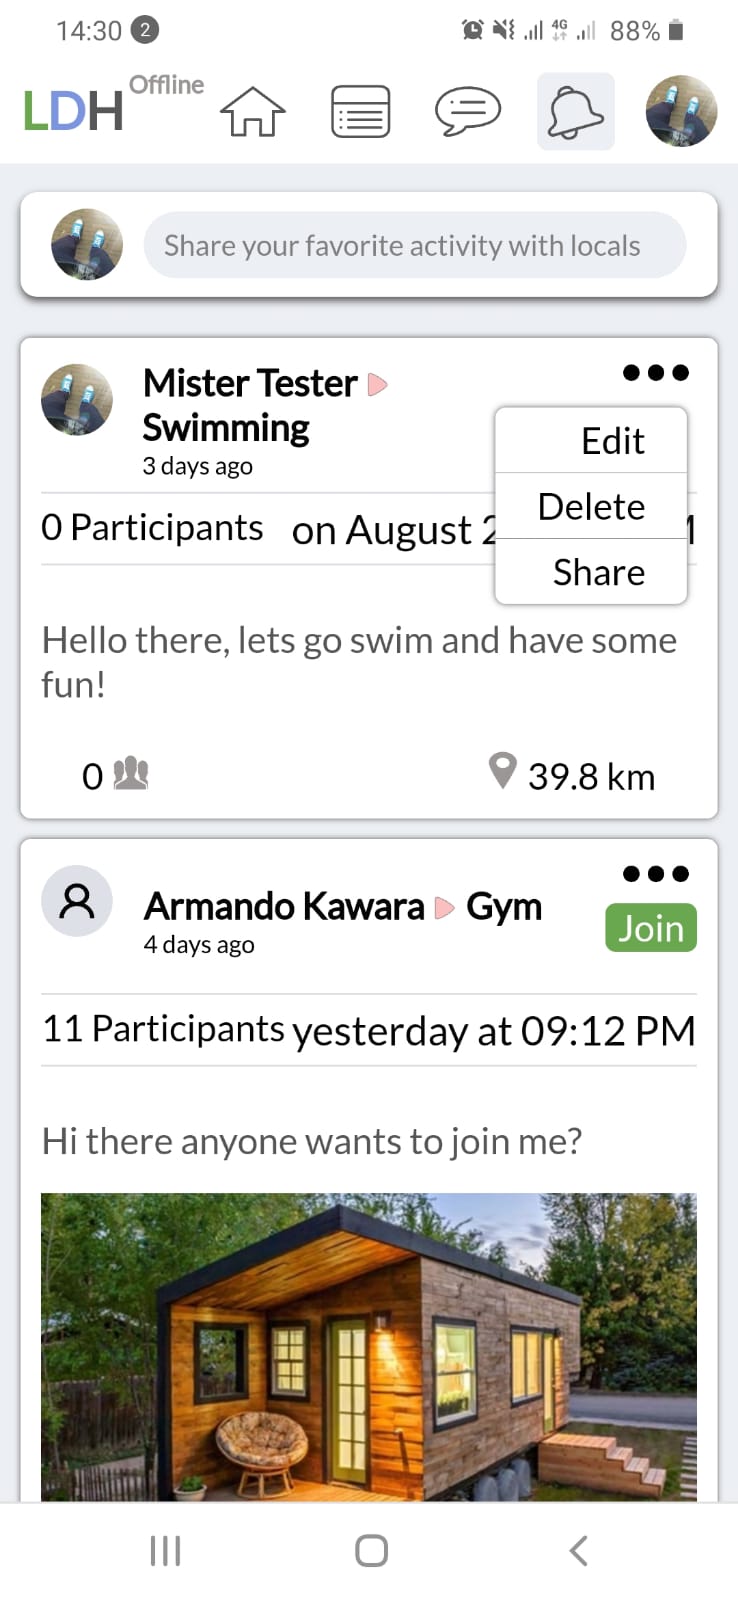 14:30 2 4G 88%
LDH Offline
Share your favorite activity with locals
Mister Tester
Swimming
3 days ago
Edit
Delete
Share
0 Participants on August
Hello there, lets go swim and have some
fun!
0 39.8 km
Armando Kawara Gym
4 days ago
Join
11 Participants yesterday at 09:12 PM
Hi there anyone wants to join me?